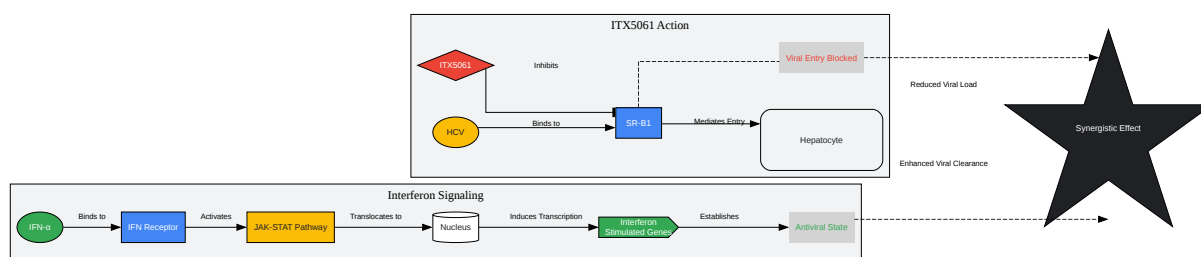 ITX5061 Action
ITX5061
Inhibits
Viral Entry Blocked
Reduced Viral Load
HCV
Binds to
SR-B1
Mediates Entry
Hepatocyte
Synergistic Effect
Enhanced Viral Clearance
Interferon Signaling
IFN-α
Binds to
IFN Receptor
Activates
JAK-STAT Pathway
Translocates to
Nucleus
Induces Transcription
Interferon
Stimulated Genes
Establishes
Antiviral State